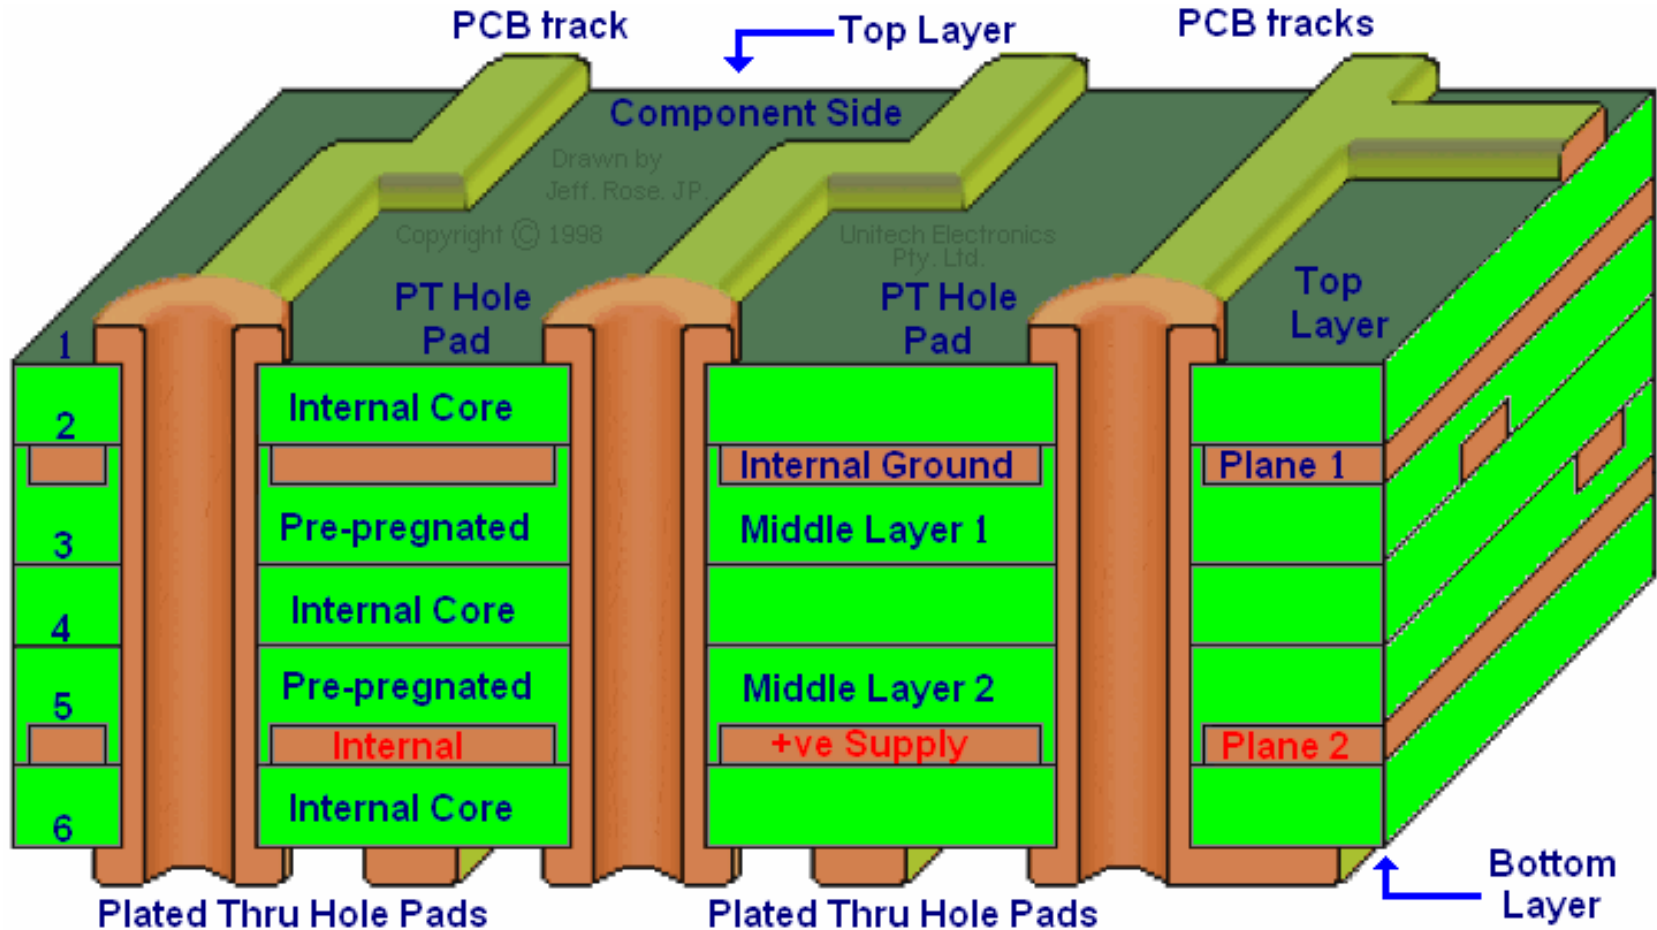 PCB track
Top Layer
PCB tracks
Component Side
Drawn by
Jeff. Rose. JP.
Copyright © 1998
Unitech Electronics
Pty. Ltd.
PT Hole
Pad
PT Hole
Pad
Top
Layer
1
2
Internal Core
Internal Ground
Plane 1
3
Pre-pregnated
Middle Layer 1
4
Internal Core
5
Pre-pregnated
Middle Layer 2
Internal
+ve Supply
Plane 2
6
Internal Core
Bottom
Layer
Plated Thru Hole Pads
Plated Thru Hole Pads